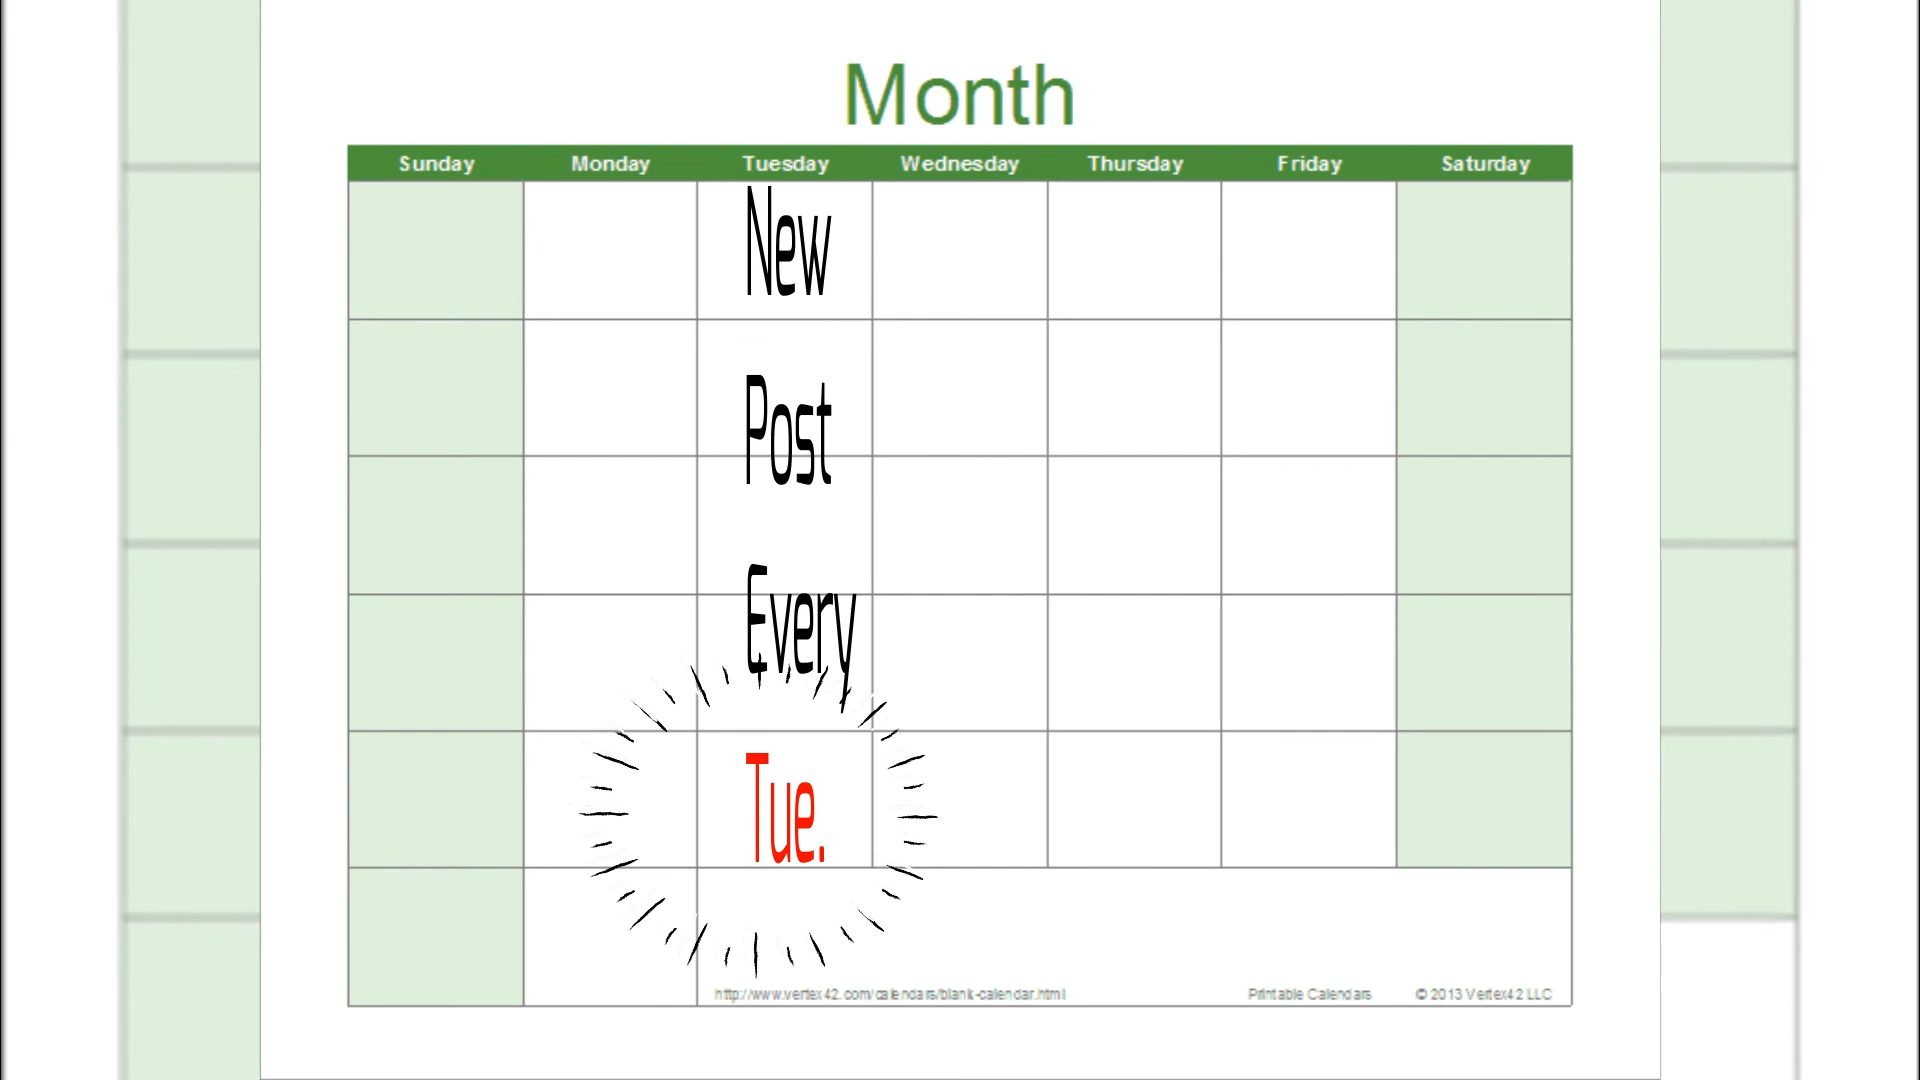 Month
Sunday Monday Tuesday Wednesday Thursday Friday Saturday
New
Post
Every
Tue.
http://www.vertex42.com/calendars/blank-calendar.html Printable Calendars © 2013 Vertex42 LLC